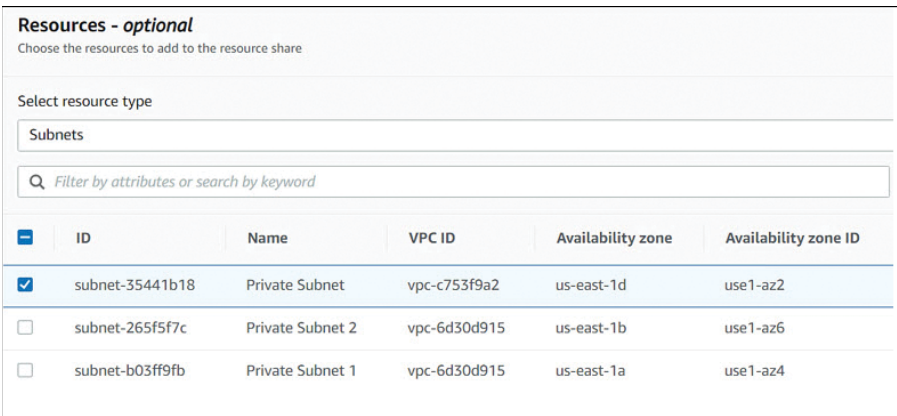 Resources - optional
Choose the resources to add to the resource share
Select resource type
Subnets
Filter by attributes or search by keyword
ID Name VPC ID Availability zone Availability zone ID
subnet-35441b18 Private Subnet vpc-c753f9a2 us-east-1d use1-az2
subnet-265f5f7c Private Subnet 2 vpc-6d30d915 us-east-1b use1-az6
subnet-b03ff9fb Private Subnet 1 vpc-6d30d915 us-east-1a use1-az4